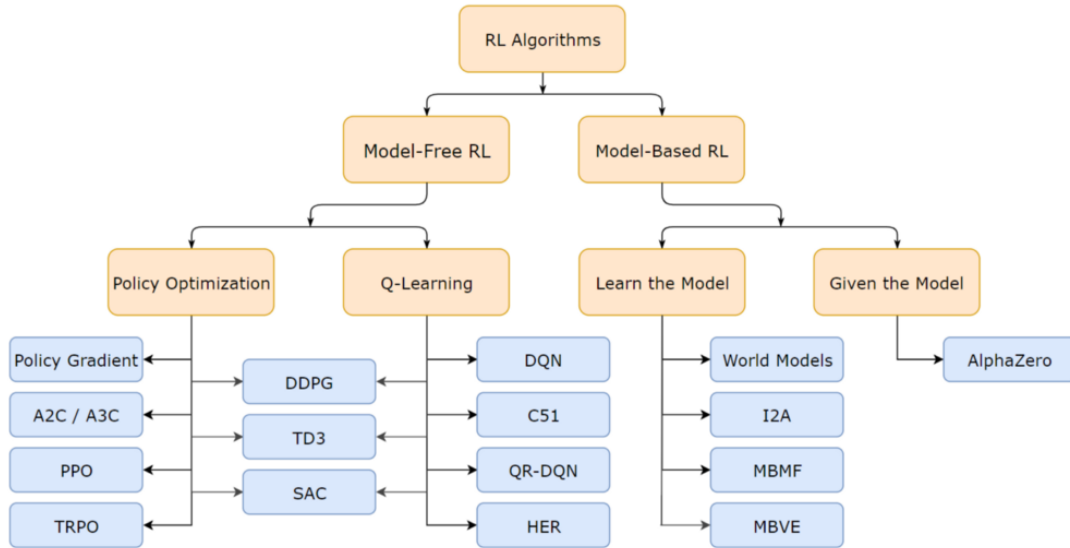 RL Algorithms
Model-Free RL
Model-Based RL
Policy Optimization
Q-Learning
Learn the Model
Given the Model
Policy Gradient
DDPG
DQN
World Models
AlphaZero
A2C / A3C
TD3
C51
I2A
PPO
SAC
QR-DQN
MBMF
TRPO
HER
MBVE